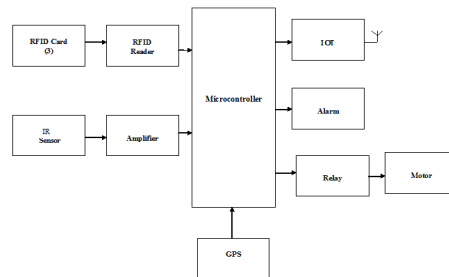 RFID Card
(3)
RFID
Reader
IOT
Microcontroller
Alarm
IR
Sensor
Amplifier
Relay
Motor
GPS